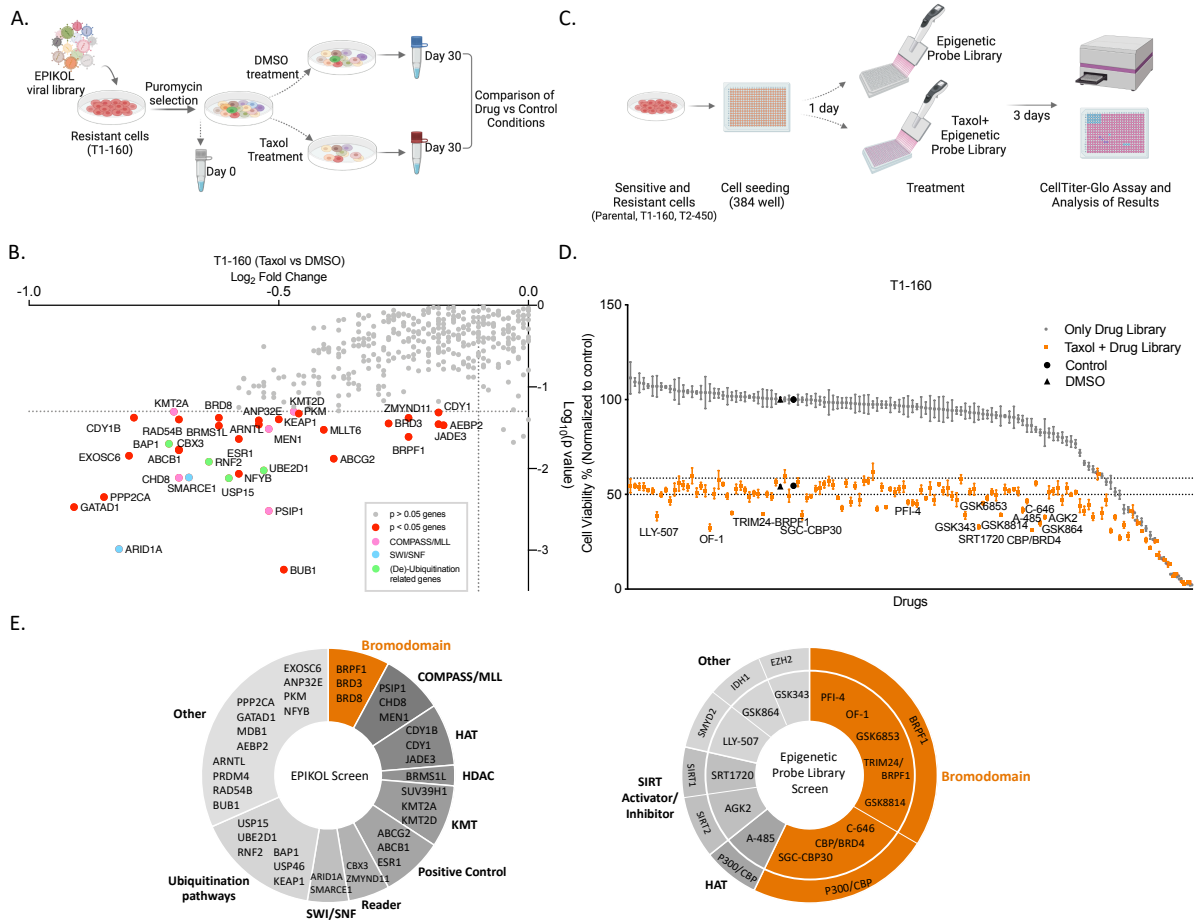 A.
EPIKOL
viral library
Puromycin
selection
Resistant cells
(T1-160)
Day 0
DMSO
treatment
Taxol
Treatment
Day 30
Day 30
Comparison of
Drug vs Control
Conditions
C.
Sensitive and
Resistant cells
(Parental, T1-160, T2-450)
Cell seeding
(384 well)
1 day
Epigenetic
Probe Library
Taxol+
Epigenetic
Probe Library
Treatment
3 days
CellTiter-Glo Assay and
Analysis of Results
B.
T1-160 (Taxol vs DMSO)
Log2 Fold Change
-1.0
-0.5
0.0
0
-1
-2
-3
Log10(p value)
KMT2A
BRD8
KMT2D
ZMYND11
CDY1
CDY1B
RAD54B
BRMS1L
ANP32E
PKM
KEAP1
BRD3
AEBP2
BAP1
CBX3
ARNTL
MEN1
MLLT6
JADE3
EXOSC6
ABCB1
ESR1
ABCG2
BRPF1
RNF2
UBE2D1
CHD8
SMARCE1
NFYB
USP15
PPP2CA
GATAD1
PSIP1
ARID1A
BUB1
p > 0.05 genes
p < 0.05 genes
COMPASS/MLL
SWI/SNF
(De)-Ubiquitination
related genes
D.
T1-160
150
100
50
0
Cell Viability % (Normalized to control)
Only Drug Library
Taxol + Drug Library
Control
DMSO
LLY-507
OF-1
TRIM24-BRPF1
SGC-CBP30
PFI-4
GSK6853
GSK343
GSK8814
SRT1720
C-646
A-485
AGK2
GSK864
CBP/BRD4
Drugs
E.
EPIKOL Screen
Bromodomain
BRPF1
BRD3
BRD8
COMPASS/MLL
PSIP1
CHD8
MEN1
HAT
CDY1B
CDY1
JADE3
HDAC
BRMS1L
KMT
SUV39H1
KMT2A
KMT2D
Positive Control
ABCG2
ABCB1
ESR1
Reader
CBX3
ZMYND11
SWI/SNF
ARID1A
SMARCE1
Ubiquitination
pathways
USP15
UBE2D1
RNF2
BAP1
USP46
KEAP1
Other
EXOSC6
ANP32E
PKM
NFYB
PPP2CA
GATAD1
MDB1
AEBP2
ARNTL
PRDM4
RAD54B
BUB1
Epigenetic
Probe Library
Screen
Bromodomain
BRPF1
PFI-4
OF-1
GSK6853
TRIM24/
BRPF1
GSK8814
P300/CBP
C-646
CBP/BRD4
SGC-CBP30
HAT
P300/CBP
A-485
SIRT
Activator/
Inhibitor
SIRT2
AGK2
SIRT1
SRT1720
Other
SMYD2
LLY-507
IDH1
GSK864
EZH2
GSK343